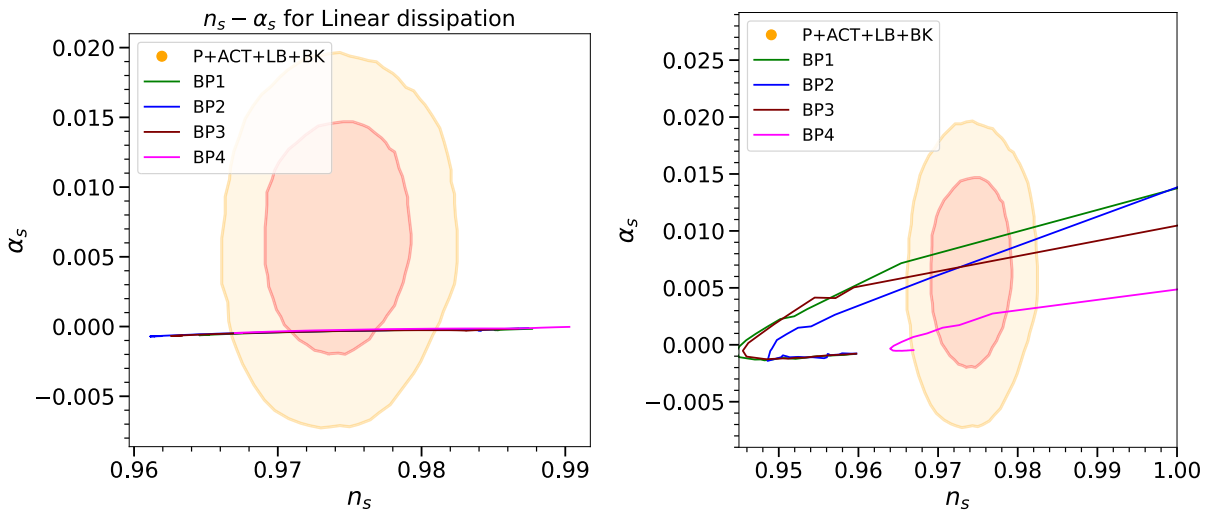 n_s − α_s for Linear dissipation
0.020
0.015
0.010
0.005
0.000
−0.005
α_s
P+ACT+LB+BK
BP1
BP2
BP3
BP4
0.96
0.97
0.98
0.99
n_s
0.025
0.020
0.015
0.010
0.005
0.000
−0.005
α_s
P+ACT+LB+BK
BP1
BP2
BP3
BP4
0.95
0.96
0.97
0.98
0.99
1.00
n_s